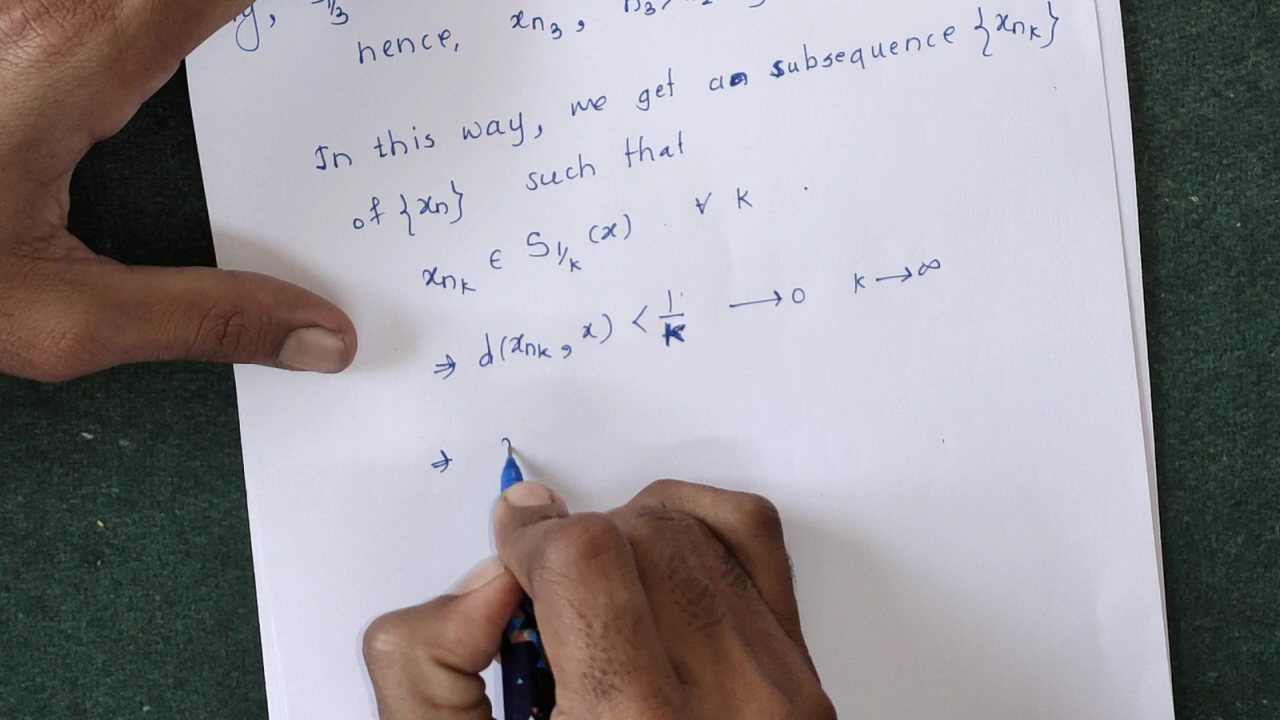 hence, xn₃,
In this way, we get a subsequence {xnₖ}
of {xn} such that
xnₖ ∈ S₁/ₖ (x) ∀ k
⇒ d(xnₖ, x) < 1/k ⟶ 0 k ⟶ ∞
⇒